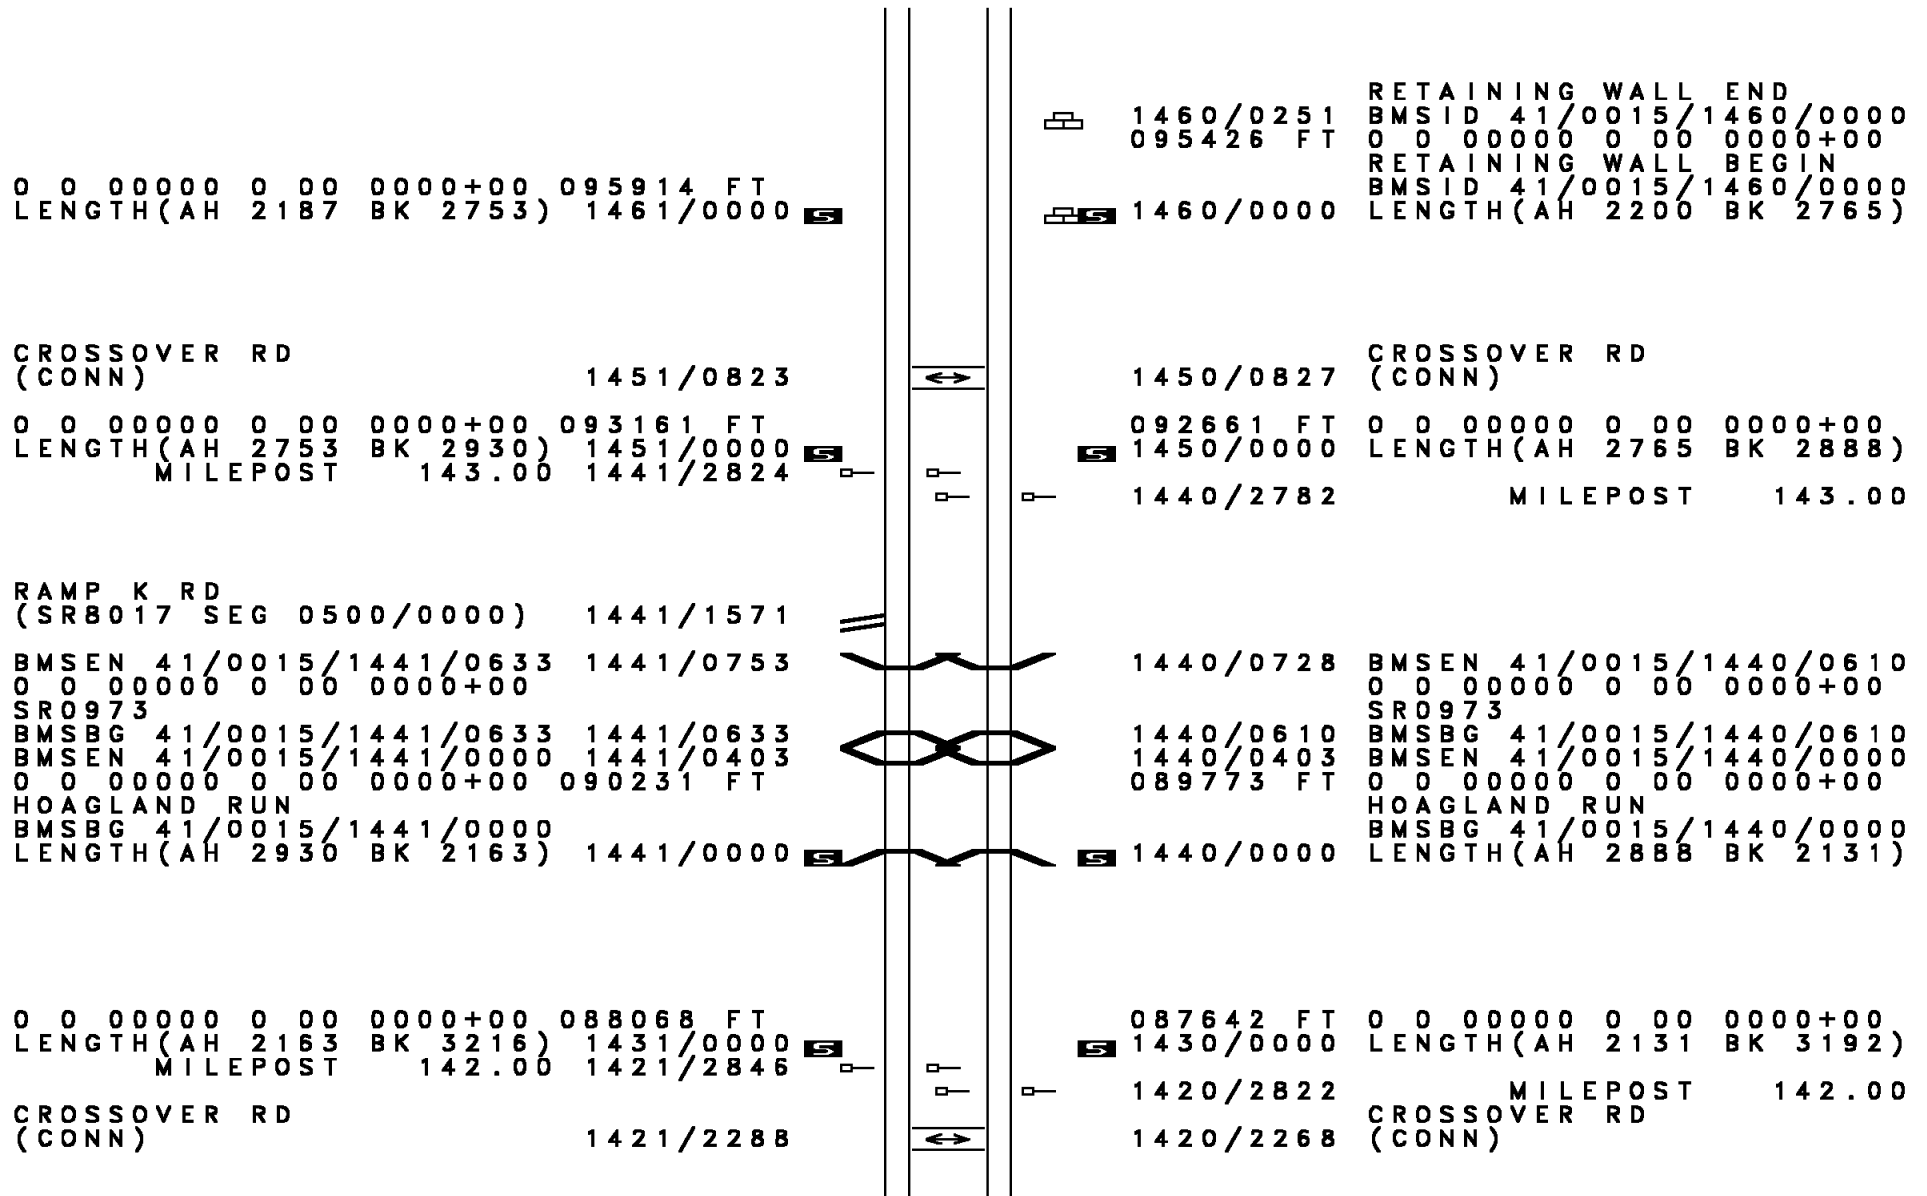 RETAINING WALL END
1460/0251 BMSID 41/0015/1460/0000
095426 FT 0 0 00000 0 00 0000+00
RETAINING WALL BEGIN
0 0 00000 0 00 0000+00 095914 FT BMSID 41/0015/1460/0000
LENGTH(AH 2187 BK 2753) 1461/0000 S S 1460/0000 LENGTH(AH 2200 BK 2765)
CROSSOVER RD CROSSOVER RD
(CONN) 1451/0823 1450/0827 (CONN)
0 0 00000 0 00 0000+00 093161 FT 092661 FT 0 0 00000 0 00 0000+00
LENGTH(AH 2753 BK 2930) 1451/0000 S S 1450/0000 LENGTH(AH 2765 BK 2888)
MILEPOST 143.00 1441/2824
1440/2782 MILEPOST 143.00
RAMP K RD
(SR8017 SEG 0500/0000) 1441/1571
BMSEN 41/0015/1441/0633 1441/0753 1440/0728 BMSEN 41/0015/1440/0610
0 0 00000 0 00 0000+00 0 0 00000 0 00 0000+00
SR0973 SR0973
BMSBG 41/0015/1441/0633 1441/0633 1440/0610 BMSBG 41/0015/1440/0610
BMSEN 41/0015/1441/0000 1441/0403 1440/0403 BMSEN 41/0015/1440/0000
0 0 00000 0 00 0000+00 090231 FT 089773 FT 0 0 00000 0 00 0000+00
HOAGLAND RUN HOAGLAND RUN
BMSBG 41/0015/1441/0000 BMSBG 41/0015/1440/0000
LENGTH(AH 2930 BK 2163) 1441/0000 S S 1440/0000 LENGTH(AH 2888 BK 2131)
0 0 00000 0 00 0000+00 088068 FT 087642 FT 0 0 00000 0 00 0000+00
LENGTH(AH 2163 BK 3216) 1431/0000 S S 1430/0000 LENGTH(AH 2131 BK 3192)
MILEPOST 142.00 1421/2846
1420/2822 MILEPOST 142.00
CROSSOVER RD CROSSOVER RD
(CONN) 1421/2288 1420/2268 (CONN)